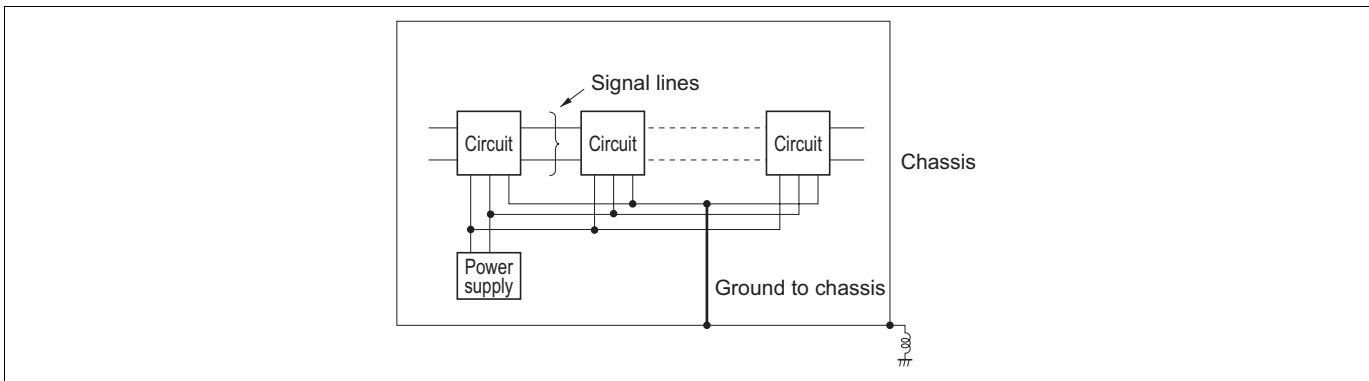 Signal lines
Circuit
Circuit
Circuit
Chassis
Power
supply
Ground to chassis